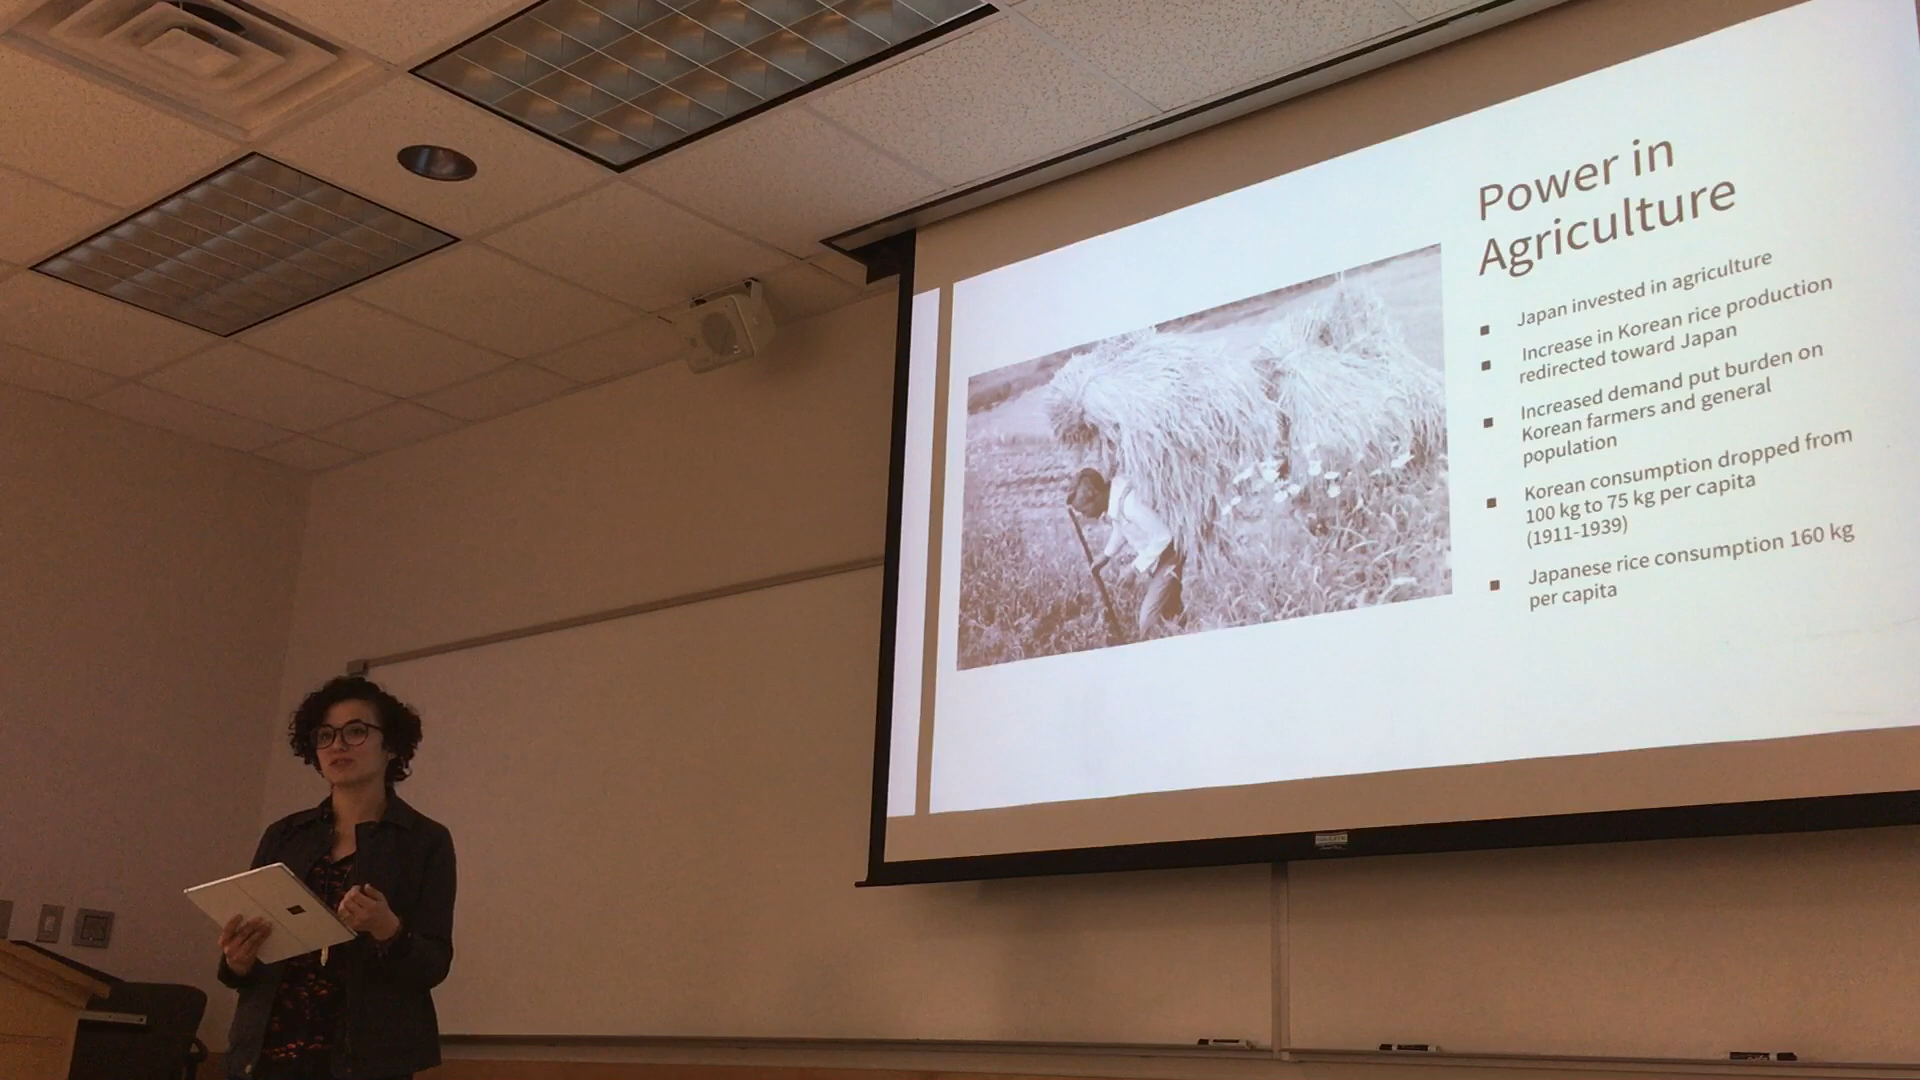 Power in
Agriculture
▪ Japan invested in agriculture
▪ Increase in Korean rice production
redirected toward Japan
▪ Increased demand put burden on
Korean farmers and general
population
▪ Korean consumption dropped from
100 kg to 75 kg per capita
(1911-1939)
▪ Japanese rice consumption 160 kg
per capita